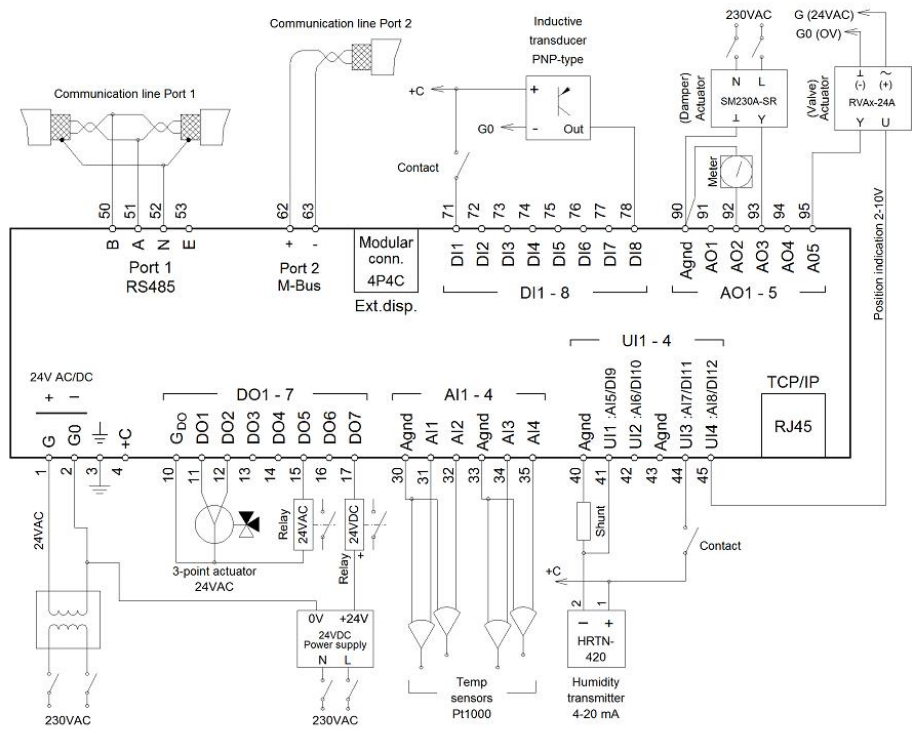 Communication line Port 2
Inductive
transducer
PNP-type
230VAC
G (24VAC)
G0 (OV)
Communication line Port 1
+C
+
-
Out
G0
Contact
(Damper)
Actuator
N L
SM230A-SR
⊥ Y
(Valve)
Actuator
⊥ ~
(-) (+)
RVAx-24A
Y U
Meter
50 51 52 53
62 63
71 72 73 74 75 76 77 78
90 91 92 93 94 95
B A N E
Port 1
RS485
+ -
Port 2
M-Bus
Modular
conn.
4P4C
Ext.disp.
DI1 DI2 DI3 DI4 DI5 DI6 DI7 DI8
DI1 - 8
Agnd AO1 AO2 AO3 AO4 A05
AO1 - 5
Position indication 2-10V
24V AC/DC
+ −
G G0 +C
DO1 - 7
GDO DO1 DO2 DO3 DO4 DO5 DO6 DO7
AI1 - 4
Agnd AI1 AI2 Agnd AI3 AI4
UI1 - 4
Agnd
UI1 :AI5/DI9
UI2 :AI6/DI10
Agnd
UI3 :AI7/DI11
UI4 :AI8/DI12
TCP/IP
RJ45
1 2 3 4
10 11 12 13 14 15 16 17
30 31 32 33 34 35
40 41 42 43 44 45
24VAC
3-point actuator
24VAC
Relay
24VAC
Relay
24VDC
+
Shunt
Contact
+C
0V +24V
24VDC
Power supply
N L
2 1
− +
HRTN-
420
230VAC
230VAC
Temp
sensors
Pt1000
Humidity
transmitter
4-20 mA